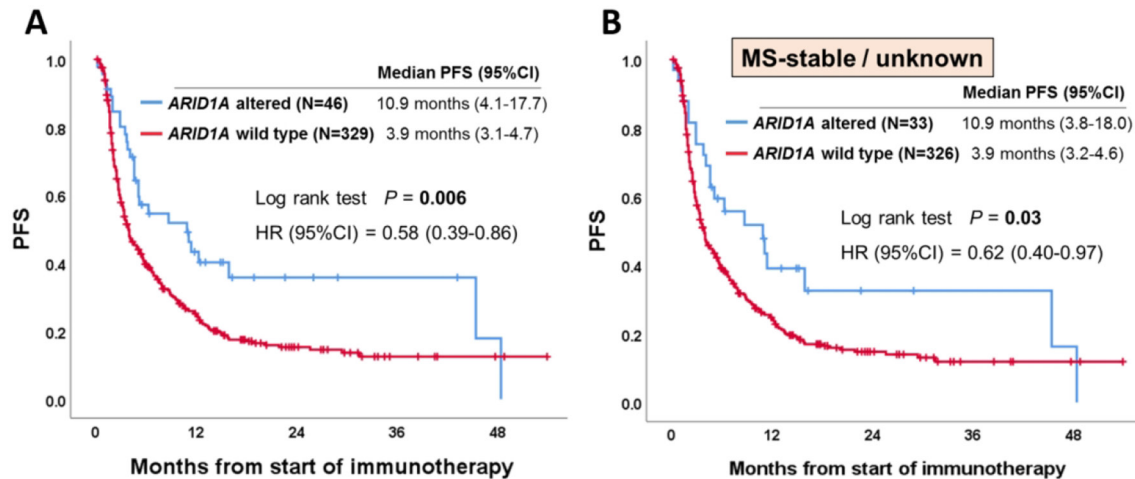 A
Median PFS (95%CI)
ARID1A altered (N=46) 10.9 months (4.1-17.7)
ARID1A wild type (N=329) 3.9 months (3.1-4.7)
Log rank test P = 0.006
HR (95%CI) = 0.58 (0.39-0.86)
PFS
1.0
0.8
0.6
0.4
0.2
0.0
0 12 24 36 48
Months from start of immunotherapy
B
MS-stable / unknown
Median PFS (95%CI)
ARID1A altered (N=33) 10.9 months (3.8-18.0)
ARID1A wild type (N=326) 3.9 months (3.2-4.6)
Log rank test P = 0.03
HR (95%CI) = 0.62 (0.40-0.97)
PFS
1.0
0.8
0.6
0.4
0.2
0.0
0 12 24 36 48
Months from start of immunotherapy